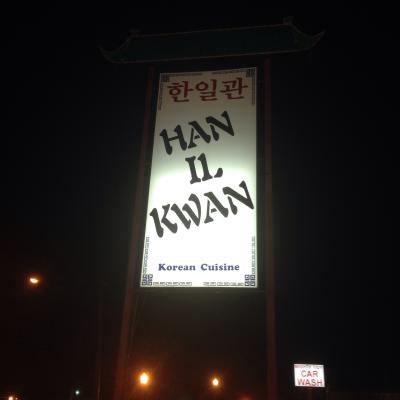 한일관
HAN
IL
KWAN
Korean Cuisine
CAR
WASH